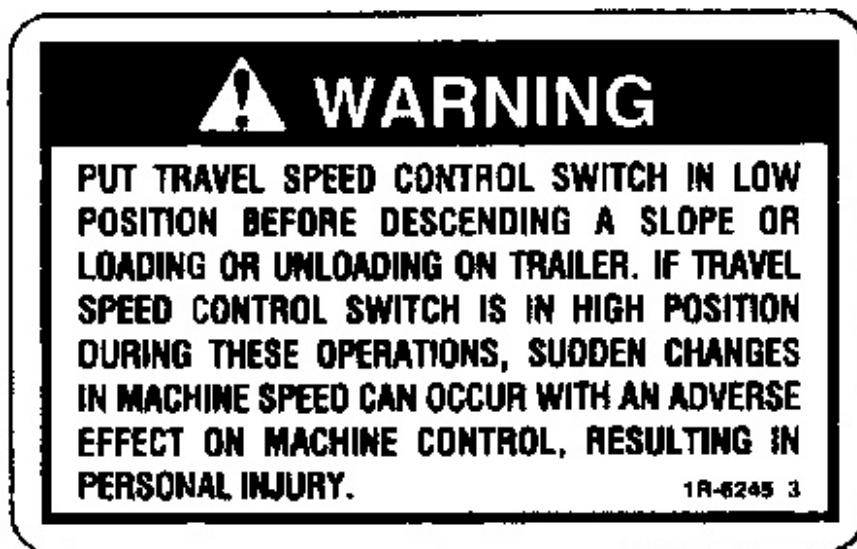 WARNING
PUT TRAVEL SPEED CONTROL SWITCH IN LOW
POSITION BEFORE DESCENDING A SLOPE OR
LOADING OR UNLOADING ON TRAILER. IF TRAVEL
SPEED CONTROL SWITCH IS IN HIGH POSITION
DURING THESE OPERATIONS, SUDDEN CHANGES
IN MACHINE SPEED CAN OCCUR WITH AN ADVERSE
EFFECT ON MACHINE CONTROL, RESULTING IN
PERSONAL INJURY. 1R-6245 3